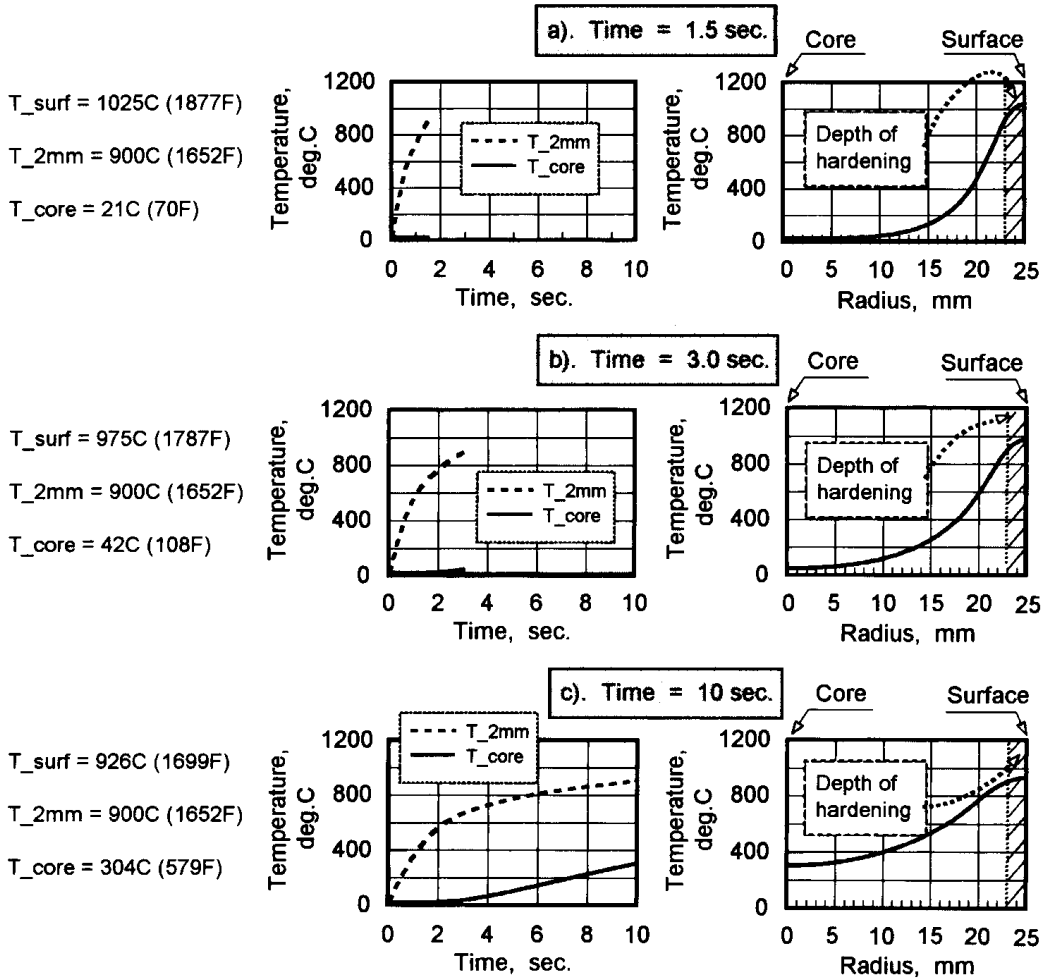 a). Time = 1.5 sec.
T_surf = 1025C (1877F)
T_2mm = 900C (1652F)
T_core = 21C (70F)
Temperature,
deg.C
1200
800
400
0
T_2mm
T_core
0 2 4 6 8 10
Time, sec.
Core
Surface
Temperature,
deg.C
1200
800
400
0
Depth of
hardening
0 5 10 15 20 25
Radius, mm
b). Time = 3.0 sec.
T_surf = 975C (1787F)
T_2mm = 900C (1652F)
T_core = 42C (108F)
Temperature,
deg.C
1200
800
400
0
T_2mm
T_core
0 2 4 6 8 10
Time, sec.
Core
Surface
Temperature,
deg.C
1200
800
400
0
Depth of
hardening
0 5 10 15 20 25
Radius, mm
c). Time = 10 sec.
T_surf = 926C (1699F)
T_2mm = 900C (1652F)
T_core = 304C (579F)
Temperature,
deg.C
1200
800
400
0
T_2mm
T_core
0 2 4 6 8 10
Time, sec.
Core
Surface
Temperature,
deg.C
1200
800
400
0
Depth of
hardening
0 5 10 15 20 25
Radius, mm